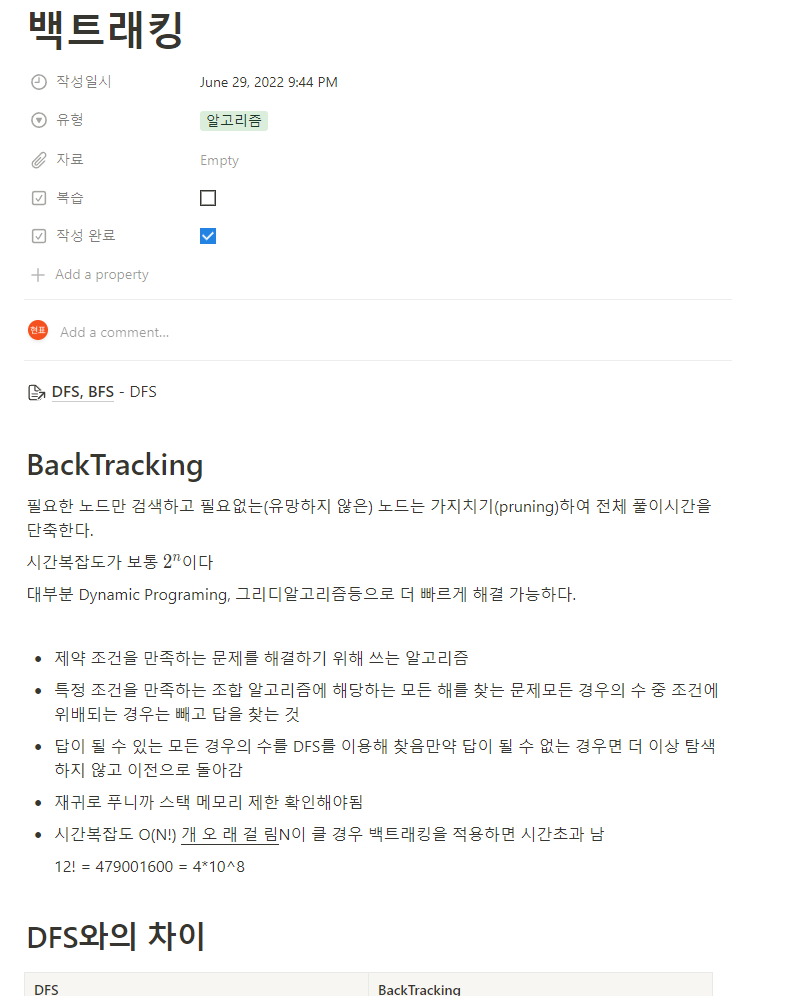 백트래킹
작성일시 June 29, 2022 9:44 PM
유형 알고리즘
자료 Empty
복습
작성 완료
Add a property
현표 Add a comment...
DFS, BFS - DFS
BackTracking
필요한 노드만 검색하고 필요없는(유망하지 않은) 노드는 가지치기(pruning)하여 전체 풀이시간을
단축한다.
시간복잡도가 보통 2ⁿ이다
대부분 Dynamic Programing, 그리디알고리즘등으로 더 빠르게 해결 가능하다.
• 제약 조건을 만족하는 문제를 해결하기 위해 쓰는 알고리즘
• 특정 조건을 만족하는 조합 알고리즘에 해당하는 모든 해를 찾는 문제모든 경우의 수 중 조건에
위배되는 경우는 빼고 답을 찾는 것
• 답이 될 수 있는 모든 경우의 수를 DFS를 이용해 찾음만약 답이 될 수 없는 경우면 더 이상 탐색
하지 않고 이전으로 돌아감
• 재귀로 푸니까 스택 메모리 제한 확인해야됨
• 시간복잡도 O(N!) 개 오 래 걸 림N이 클 경우 백트래킹을 적용하면 시간초과 남
12! = 479001600 = 4*10^8
DFS와의 차이
DFS BackTracking